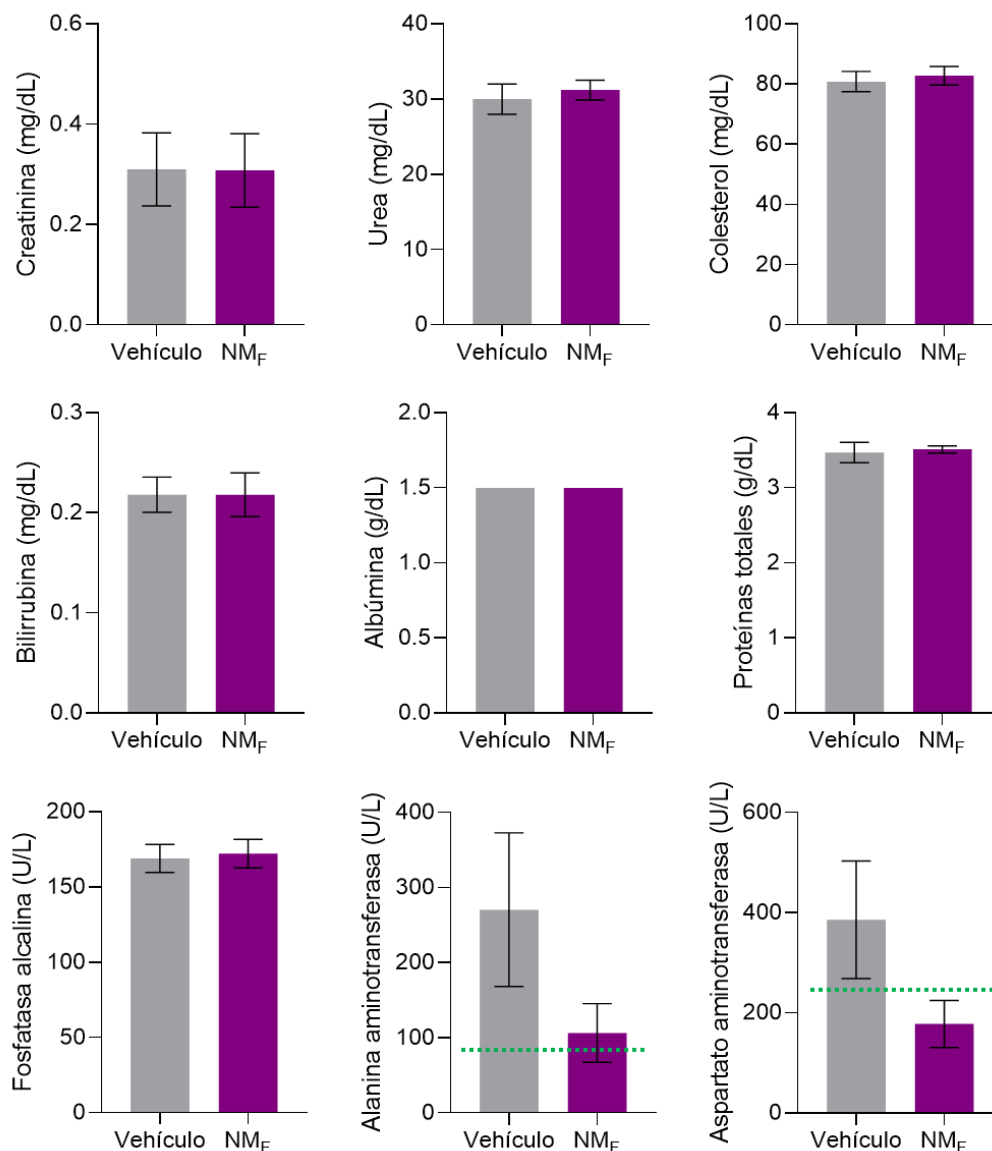 Creatinina (mg/dL)
0.6
0.4
0.2
0.0
Vehículo NMF
Urea (mg/dL)
40
30
20
10
0
Vehículo NMF
Colesterol (mg/dL)
100
80
60
40
20
0
Vehículo NMF
Bilirrubina (mg/dL)
0.3
0.2
0.1
0.0
Vehículo NMF
Albúmina (g/dL)
2.0
1.5
1.0
0.5
0.0
Vehículo NMF
Proteínas totales (g/dL)
4
3
2
1
0
Vehículo NMF
Fosfatasa alcalina (U/L)
200
150
100
50
0
Vehículo NMF
Alanina aminotransferasa (U/L)
400
300
200
100
0
Vehículo NMF
Aspartato aminotransferasa (U/L)
600
400
200
0
Vehículo NMF